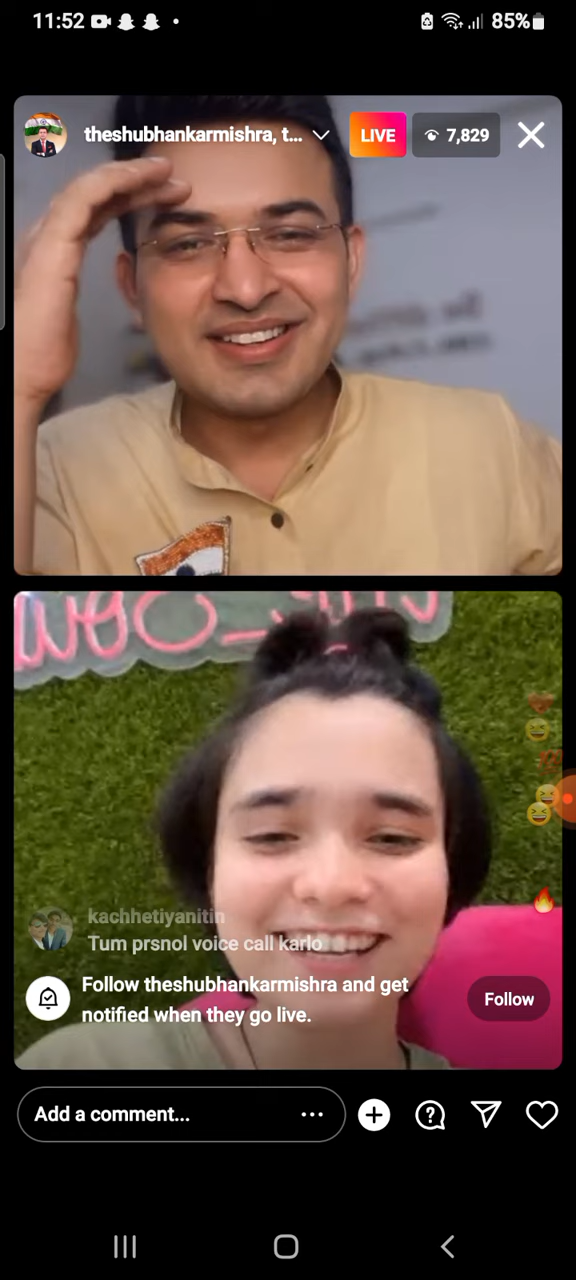 11:52
85%
theshubhankarmishra, t...
LIVE
7,829
kachhetiyanitin
Tum prsnol voice call karlo
Follow theshubhankarmishra and get
notified when they go live.
Follow
Add a comment...